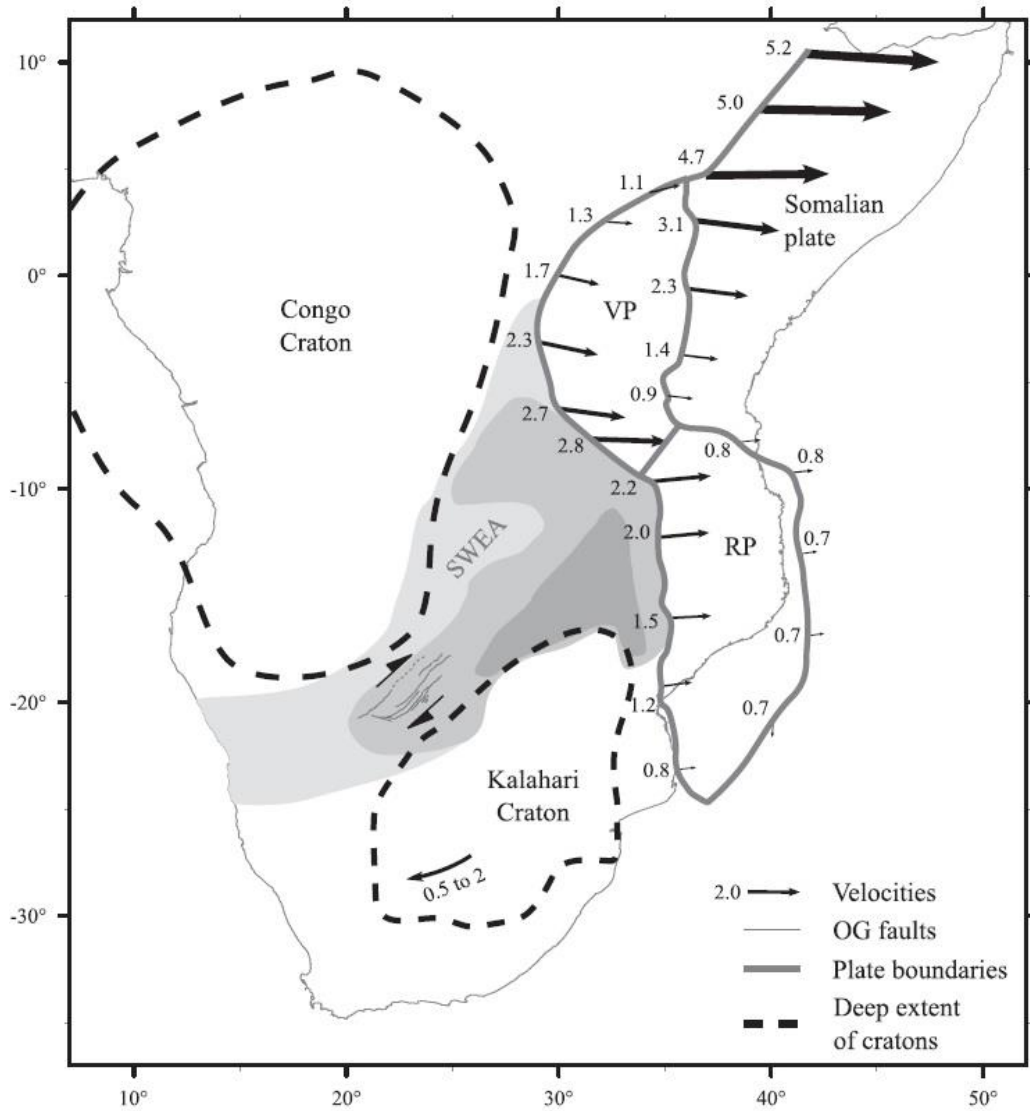 10°
0°
-10°
-20°
-30°
10°
20°
30°
40°
50°
5.2
5.0
4.7
1.1
1.3
3.1
Somalian
plate
1.7
2.3
VP
Congo
Craton
2.3
1.4
0.9
2.7
2.8
0.8
0.8
2.2
SWEA
2.0
RP
0.7
1.5
0.7
1.2
0.7
0.8
Kalahari
Craton
0.5 to 2
2.0
Velocities
OG faults
Plate boundaries
Deep extent
of cratons